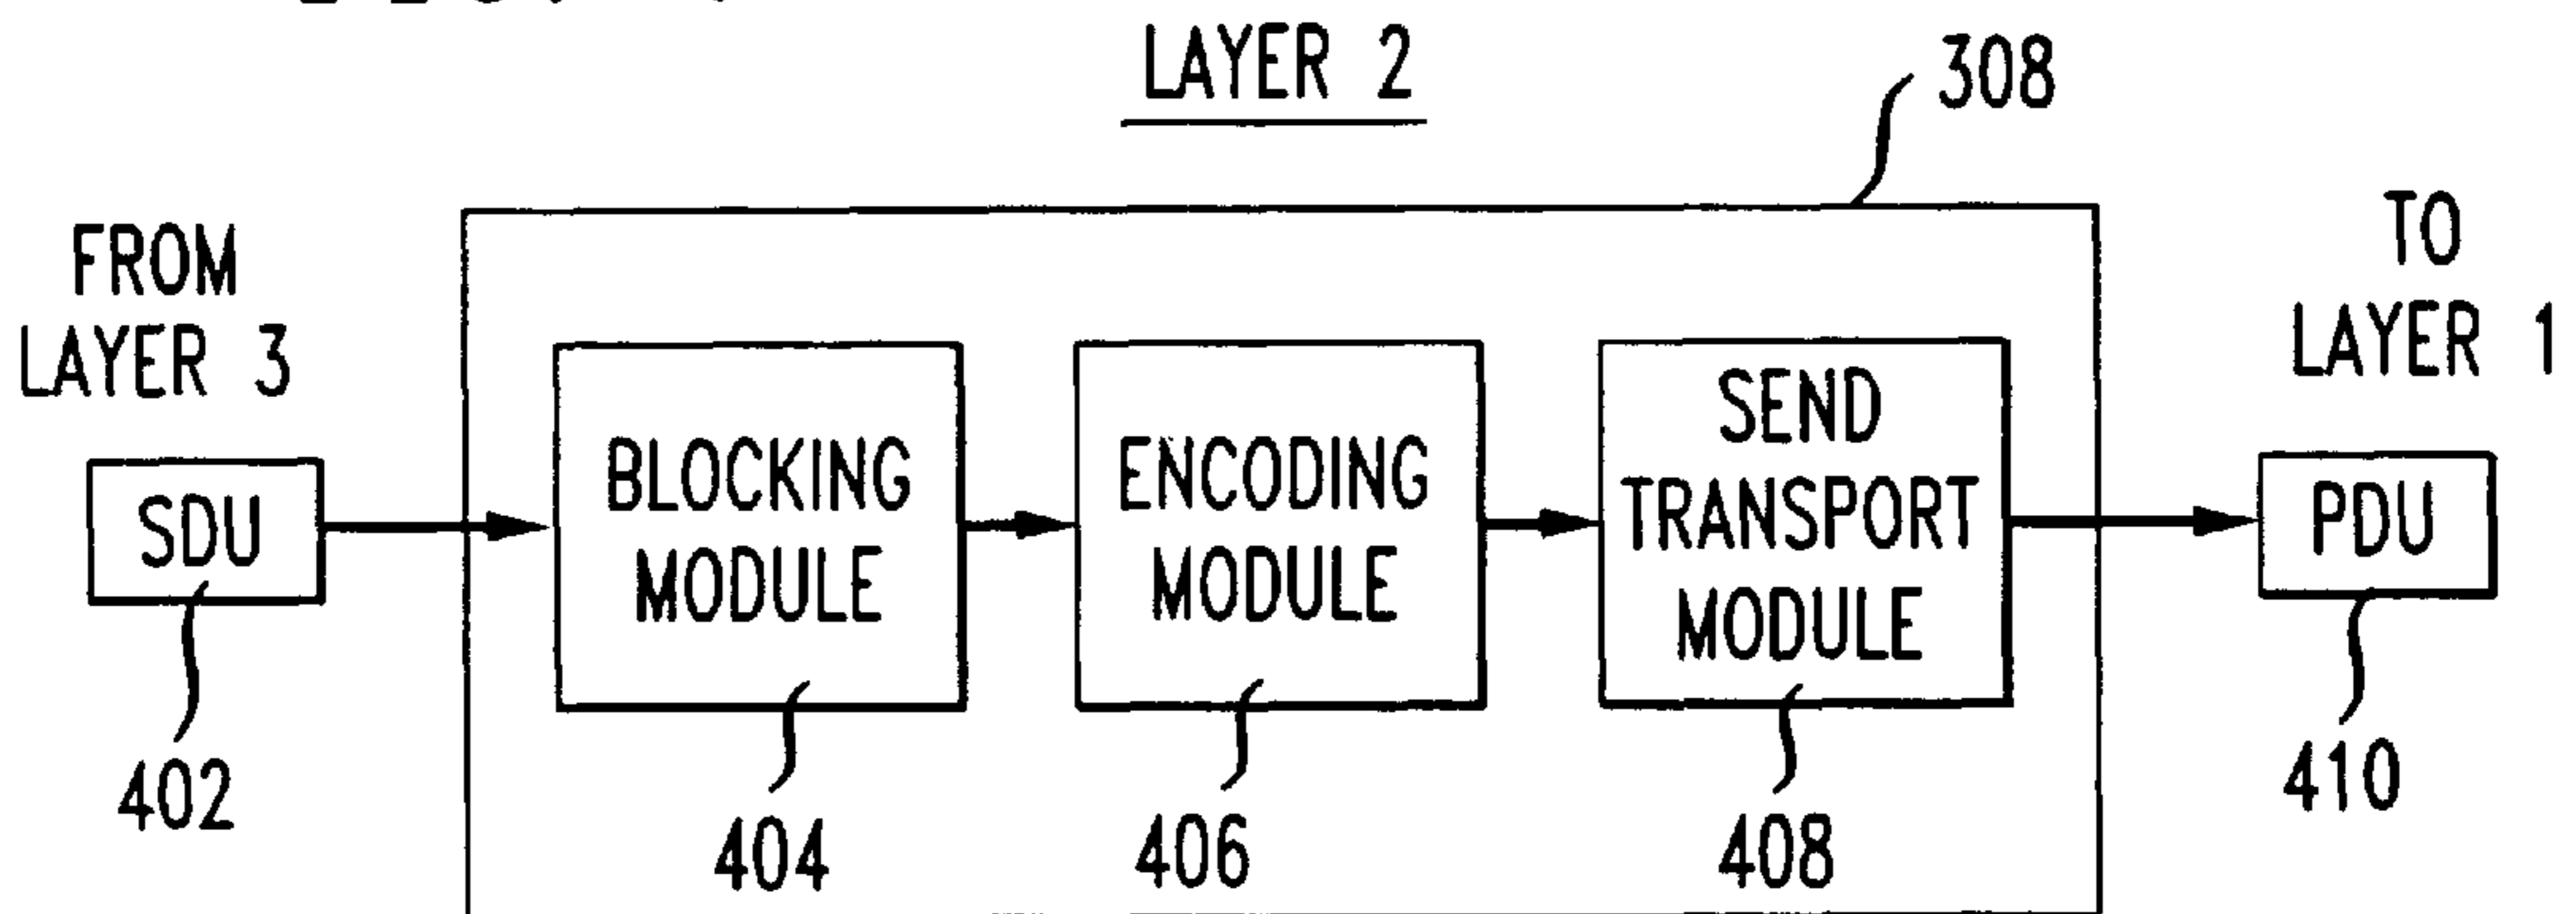 LAYER 2
308
FROM
LAYER 3
TO
LAYER 1
SDU
BLOCKING
MODULE
ENCODING
MODULE
SEND
TRANSPORT
MODULE
PDU
402
404
406
408
410